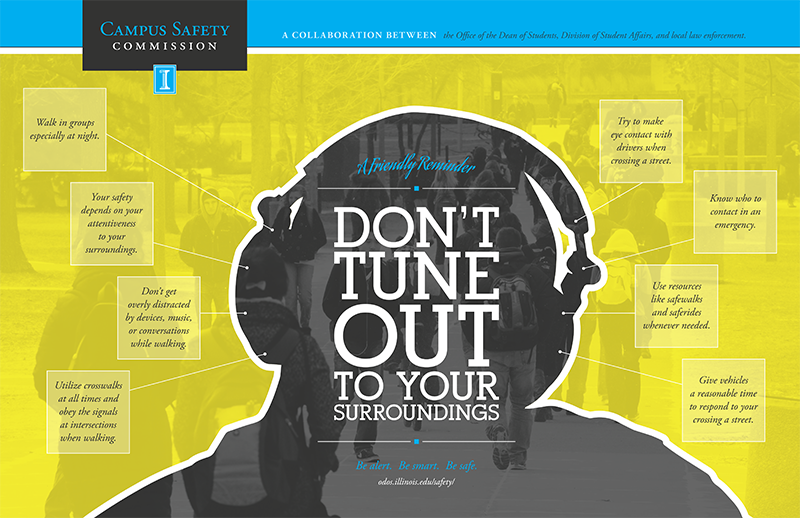 CAMPUS SAFETY
COMMISSION
I
A COLLABORATION BETWEEN the Office of the Dean of Students, Division of Student Affairs, and local law enforcement.
Walk in groups
especially at night.
Your safety
depends on your
attentiveness
to your
surroundings.
Don't get
overly distracted
by devices, music,
or conversations
while walking.
Utilize crosswalks
at all times and
obey the signals
at intersections
when walking.
A Friendly Reminder
DON'T
TUNE
OUT
TO YOUR
SURROUNDINGS
Be alert. Be smart. Be safe.
odos.illinois.edu/safety/
Try to make
eye contact with
drivers when
crossing a street.
Know who to
contact in an
emergency.
Use resources
like safewalks
and saferides
whenever needed.
Give vehicles
a reasonable time
to respond to your
crossing a street.